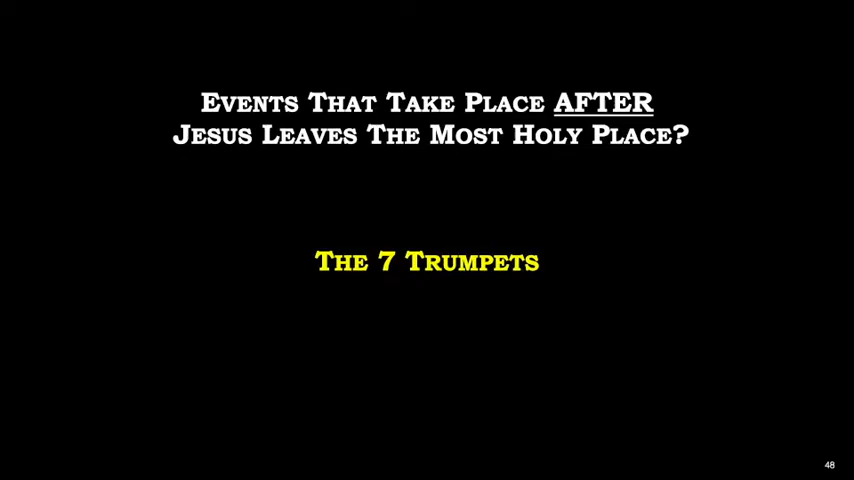 Events That Take Place AFTER
Jesus Leaves The Most Holy Place?
The 7 Trumpets
48